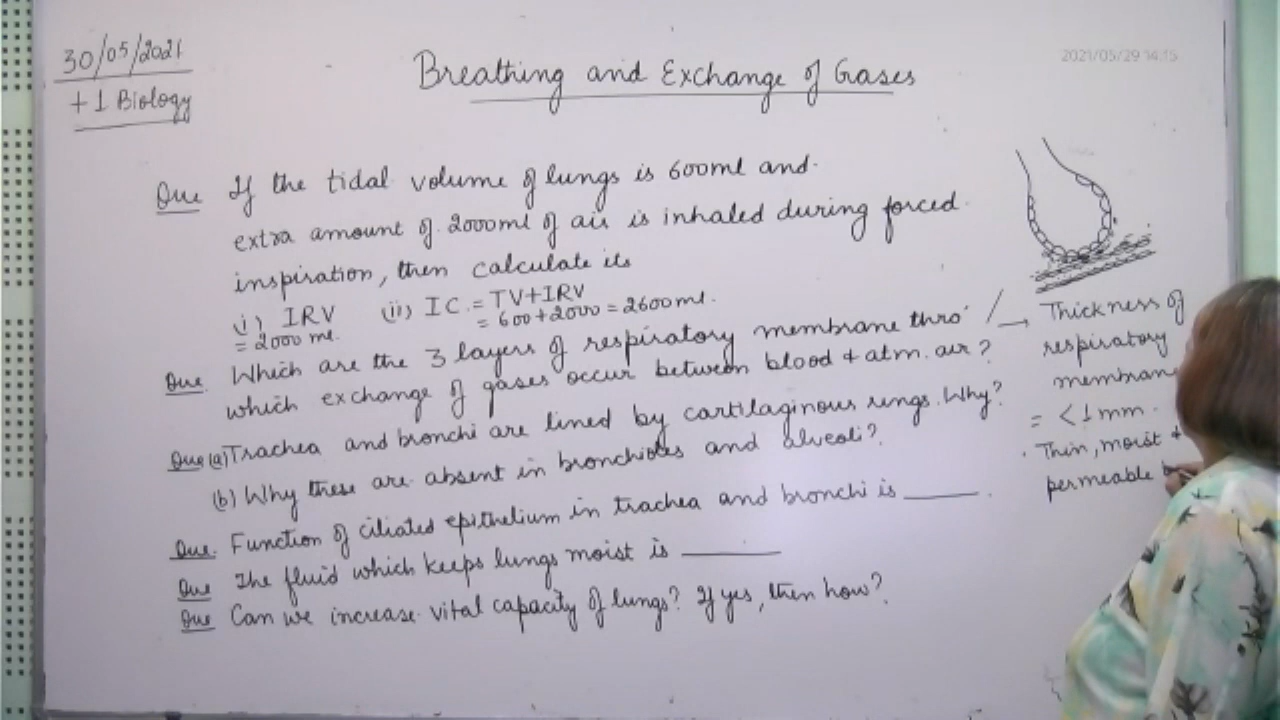 30/05/2021
+1 Biology
Breathing and Exchange of Gases
2021/05/29 14:15
Que If the tidal volume of lungs is 600ml and
extra amount of 2000ml of air is inhaled during forced
inspiration, then calculate its
(i) IRV (ii) IC = TV+IRV
= 2000 ml. = 600+2000 = 2600ml.
Que. Which are the 3 layers of respiratory membrane thro'
which exchange of gases occur between blood & atm. air?
Que (a) Trachea and bronchi are lined by cartilaginous rings. Why?
(b) Why these are absent in bronchioles and alveoli?
Que. Function of ciliated epithelium in trachea and bronchi is ______.
Que The fluid which keeps lungs moist is ______
Que Can we increase vital capacity of lungs? If yes, then how?
Thickness of
respiratory
membrane
= < 1 mm.
Thin, moist &
permeable